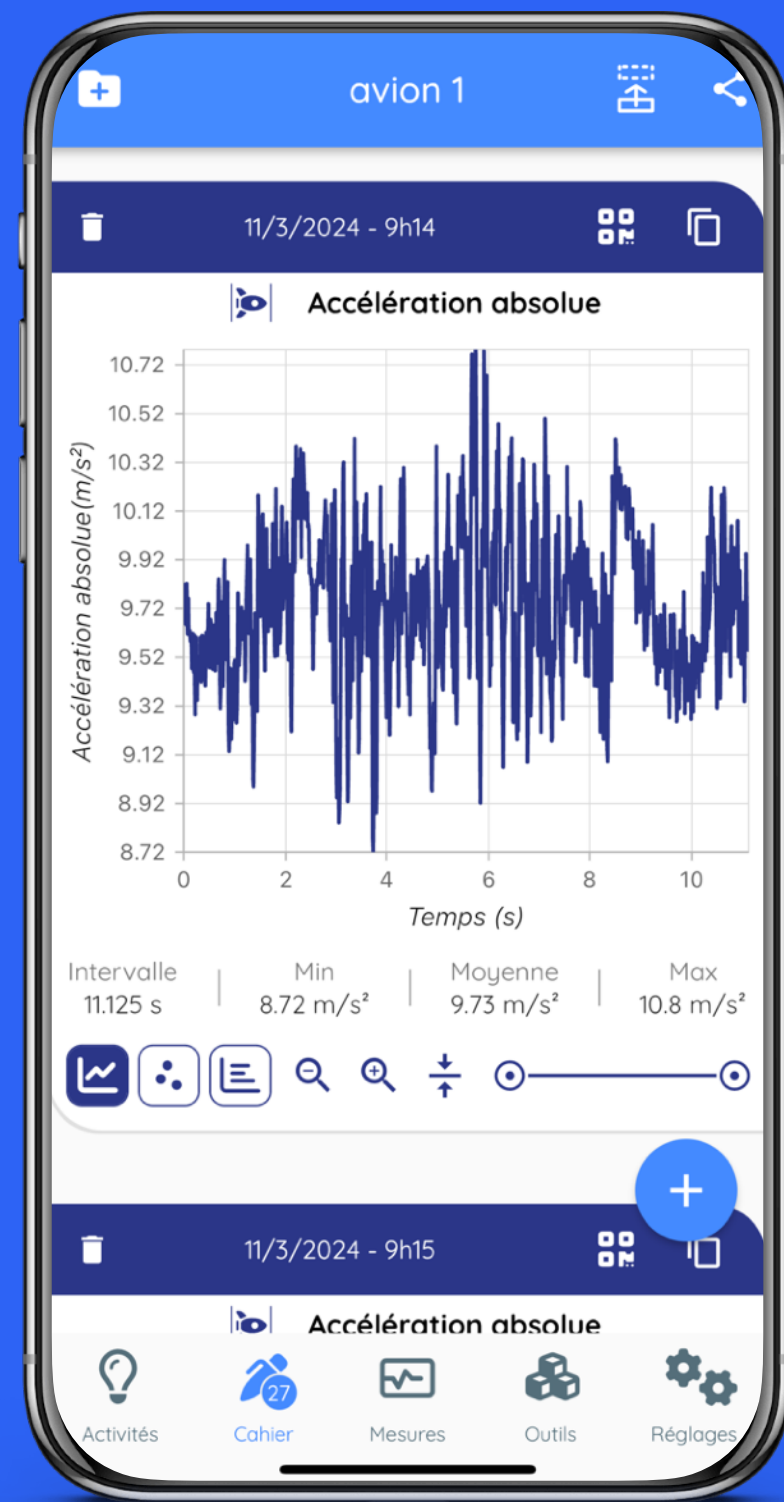 avion 1
11/3/2024 - 9h14
Accélération absolue
10.72
10.52
10.32
10.12
9.92
9.72
9.52
9.32
9.12
8.92
8.72
Accélération absolue(m/s²)
0 2 4 6 8 10
Temps (s)
Intervalle Min Moyenne Max
11.125 s 8.72 m/s² 9.73 m/s² 10.8 m/s²
11/3/2024 - 9h15
Accélération absolue
27
Activités Cahier Mesures Outils Réglages